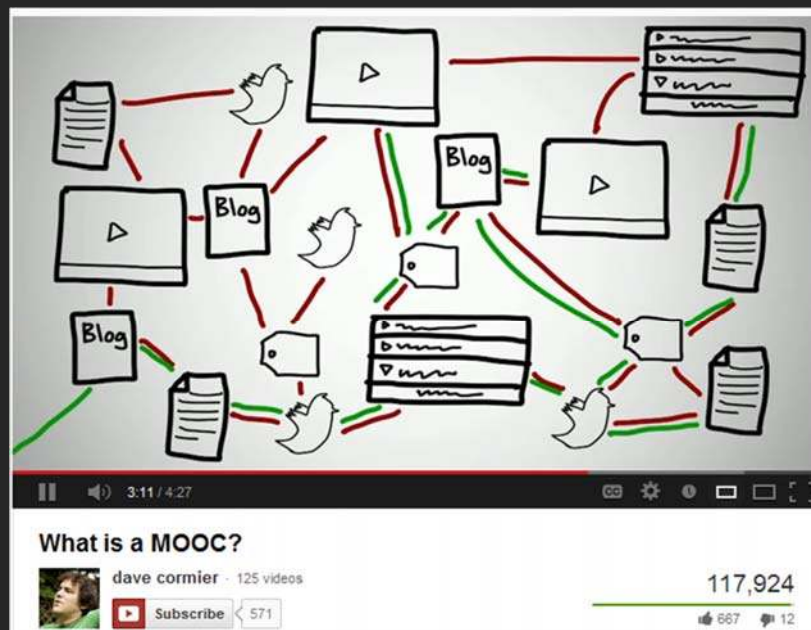 Blog
Blog
Blog
3:11 / 4:27
CC
What is a MOOC?
dave cormier · 125 videos
Subscribe 571
117,924
667 12